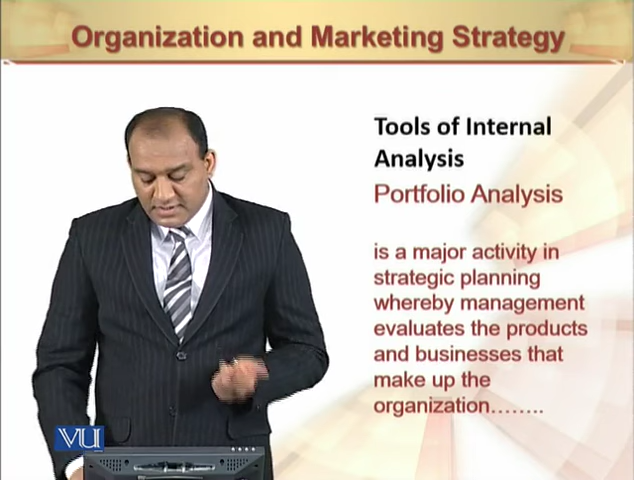 Organization and Marketing Strategy
Tools of Internal
Analysis
Portfolio Analysis
is a major activity in
strategic planning
whereby management
evaluates the products
and businesses that
make up the
organization........
VU